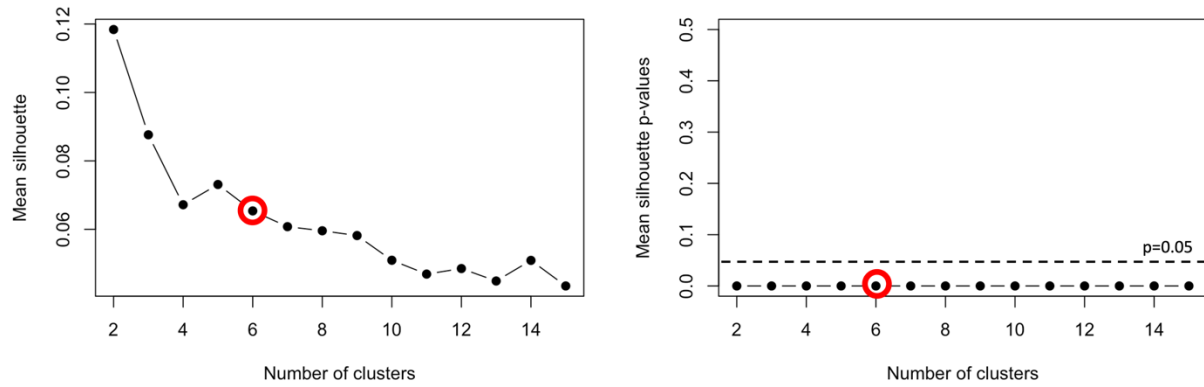 Mean silhouette
0.12
0.10
0.08
0.06
2 4 6 8 10 12 14
Number of clusters
Mean silhouette p-values
0.5
0.4
0.3
0.2
0.1
0.0
p=0.05
2 4 6 8 10 12 14
Number of clusters